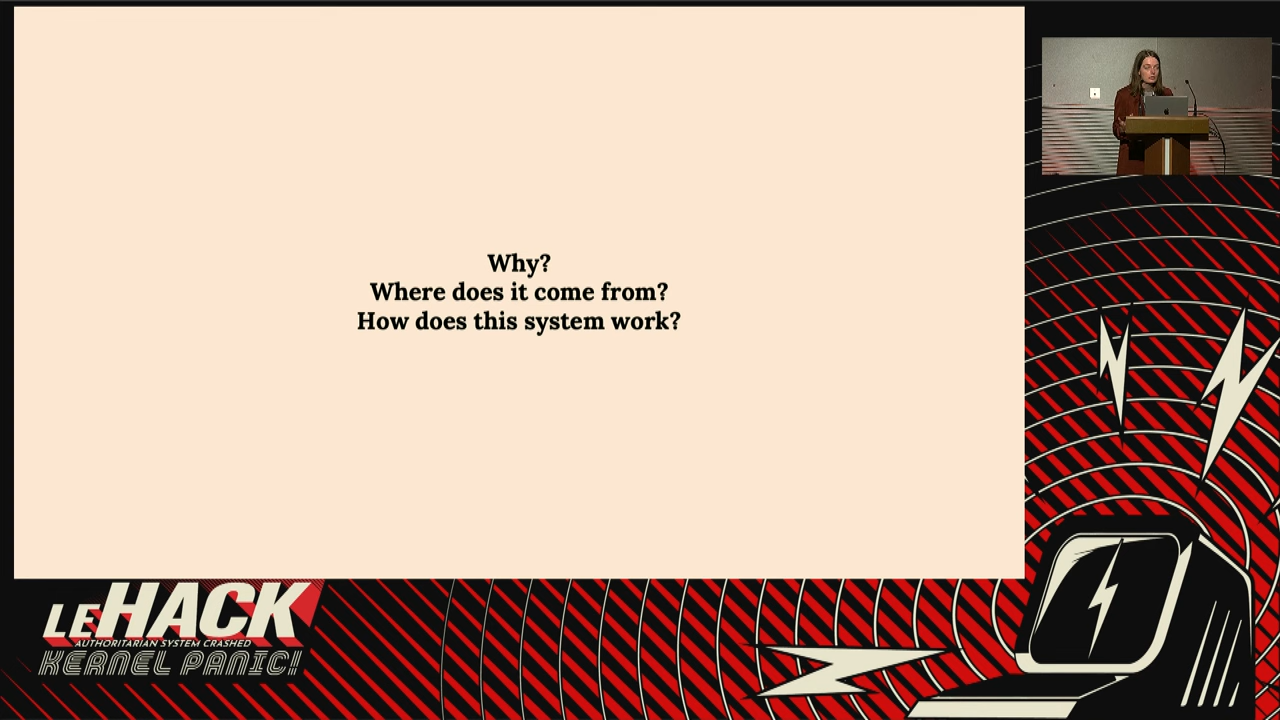 Why?
Where does it come from?
How does this system work?
LEHACK
AUTHORITARIAN SYSTEM CRASHED
KERNEL PANIC!